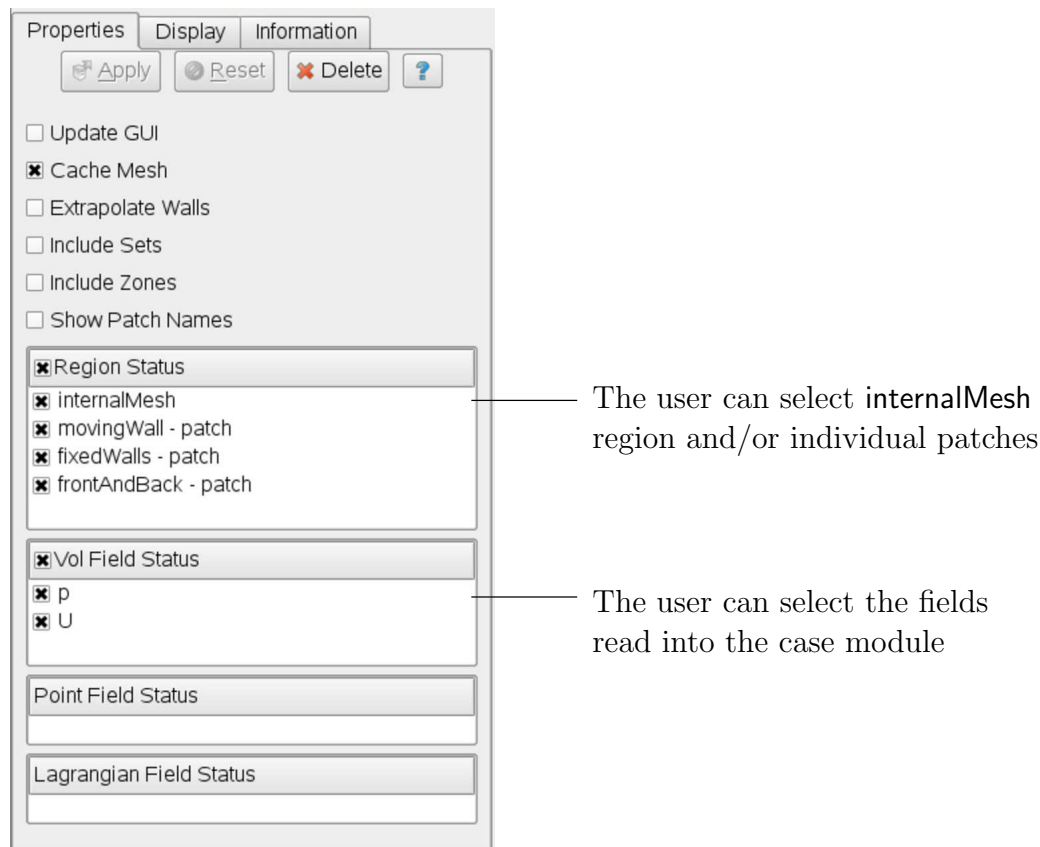 Properties Display Information
Apply Reset Delete ?
Update GUI
Cache Mesh
Extrapolate Walls
Include Sets
Include Zones
Show Patch Names
Region Status
internalMesh
movingWall - patch
fixedWalls - patch
frontAndBack - patch
The user can select internalMesh
region and/or individual patches
Vol Field Status
p
U
The user can select the fields
read into the case module
Point Field Status
Lagrangian Field Status